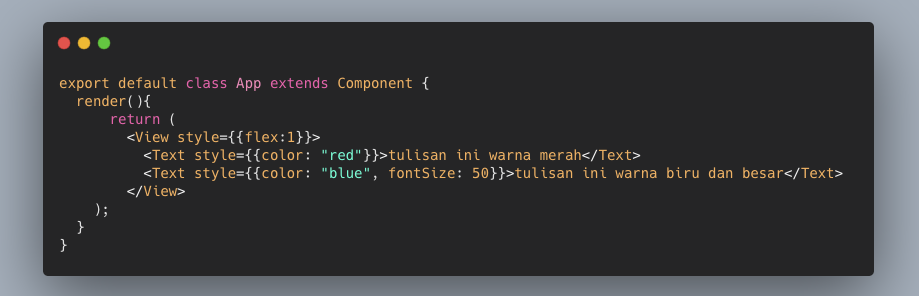 export default class App extends Component {
  render(){
      return (
        <View style={{flex:1}}>
          <Text style={{color: "red"}}>tulisan ini warna merah</Text>
          <Text style={{color: "blue", fontSize: 50}}>tulisan ini warna biru dan besar</Text>
        </View>
    );
  }
}